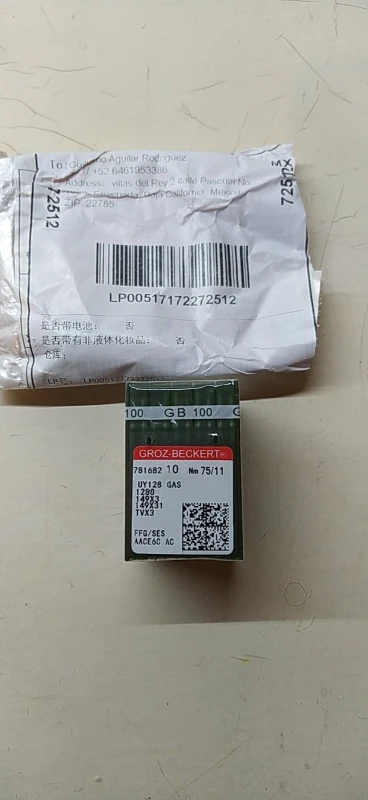 To: Aguilar Rodriguez
+52 6461953386
Address: villas del Rey 2 calle Pascual No
Ensenada, Baja California, Mexico
ZIP: 22785
72512
72512
LP00517172272512
是否带电池： 否
是否带有非液体化妆品： 否
仓库：
100 GB 100 G
GROZ-BECKERT®
781682 10 Nm 75/11
UY128 GAS
1280
149X3
149X31
TVX3
FFG/SES
AACE6C AC